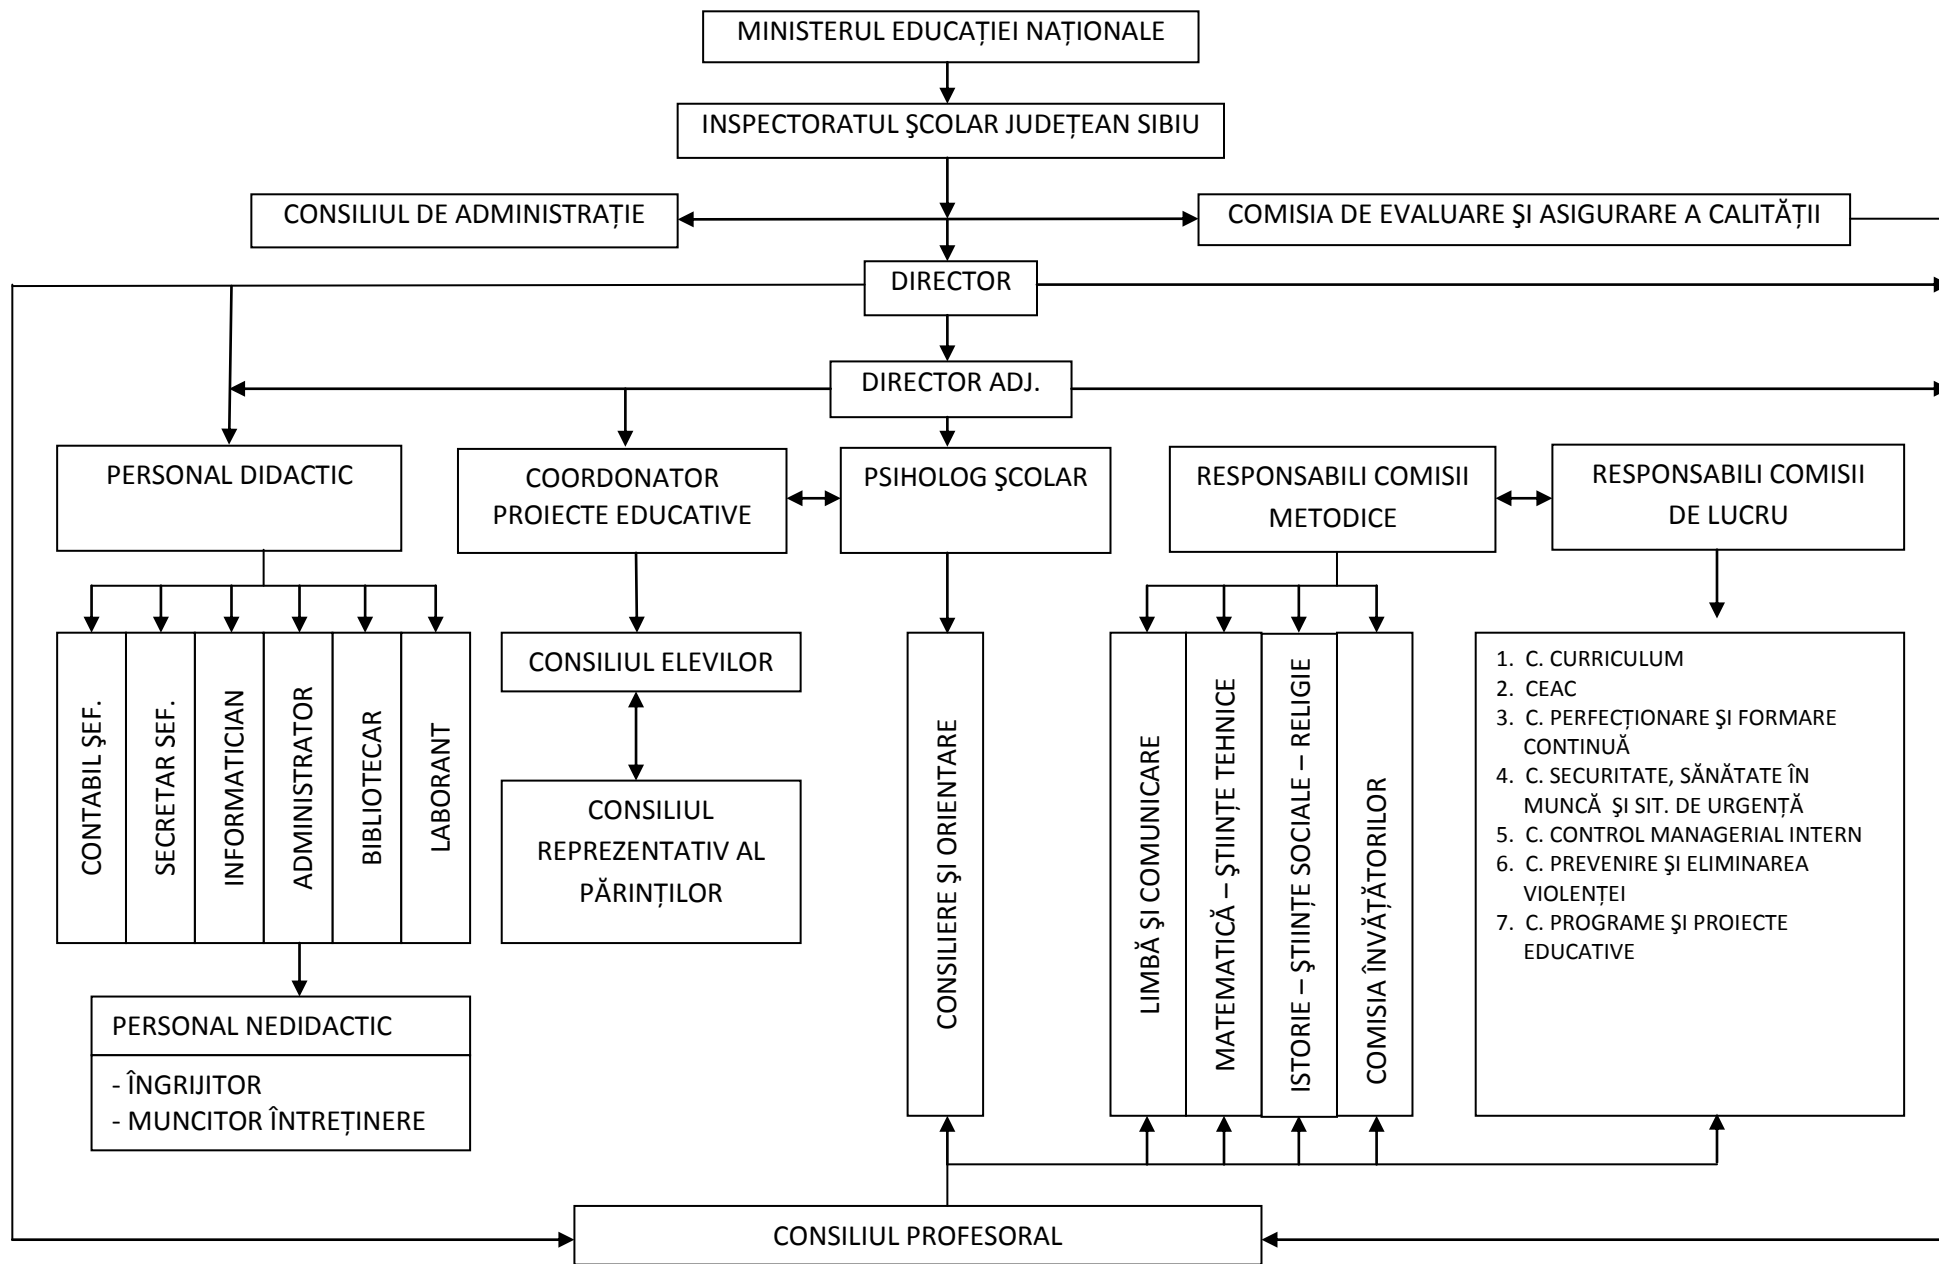 MINISTERUL EDUCAȚIEI NAȚIONALE
INSPECTORATUL ŞCOLAR JUDEȚEAN SIBIU
CONSILIUL DE ADMINISTRAȚIE
COMISIA DE EVALUARE ŞI ASIGURARE A CALITĂȚII
DIRECTOR
DIRECTOR ADJ.
PERSONAL DIDACTIC
COORDONATOR
PROIECTE EDUCATIVE
PSIHOLOG ŞCOLAR
RESPONSABILI COMISII
METODICE
RESPONSABILI COMISII
DE LUCRU
CONTABIL ŞEF.
SECRETAR SEF.
INFORMATICIAN
ADMINISTRATOR
BIBLIOTECAR
LABORANT
CONSILIUL ELEVILOR
CONSILIUL
REPREZENTATIV AL
PĂRINȚILOR
CONSILIERE ŞI ORIENTARE
LIMBĂ ŞI COMUNICARE
MATEMATICĂ – ŞTIINȚE TEHNICE
ISTORIE – ŞTIINȚE SOCIALE – RELIGIE
COMISIA ÎNVĂȚĂTORILOR
1. C. CURRICULUM
2. CEAC
3. C. PERFECȚIONARE ŞI FORMARE
CONTINUĂ
4. C. SECURITATE, SĂNĂTATE ÎN
MUNCĂ ŞI SIT. DE URGENȚĂ
5. C. CONTROL MANAGERIAL INTERN
6. C. PREVENIRE ŞI ELIMINAREA
VIOLENȚEI
7. C. PROGRAME ŞI PROIECTE
EDUCATIVE
PERSONAL NEDIDACTIC
- ÎNGRIJITOR
- MUNCITOR ÎNTREȚINERE
CONSILIUL PROFESORAL